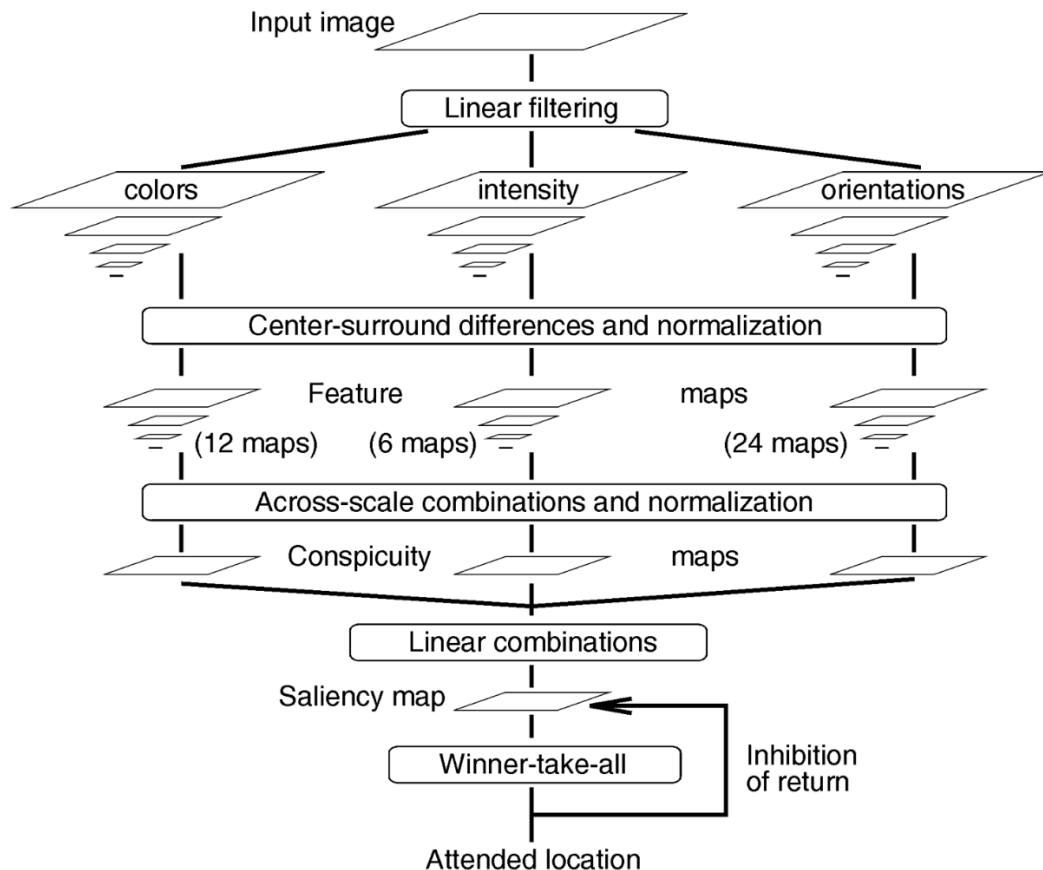 Input image
Linear filtering
colors intensity orientations
Center-surround differences and normalization
Feature maps
(12 maps) (6 maps) (24 maps)
Across-scale combinations and normalization
Conspicuity maps
Linear combinations
Saliency map
Winner-take-all
Inhibition
of return
Attended location